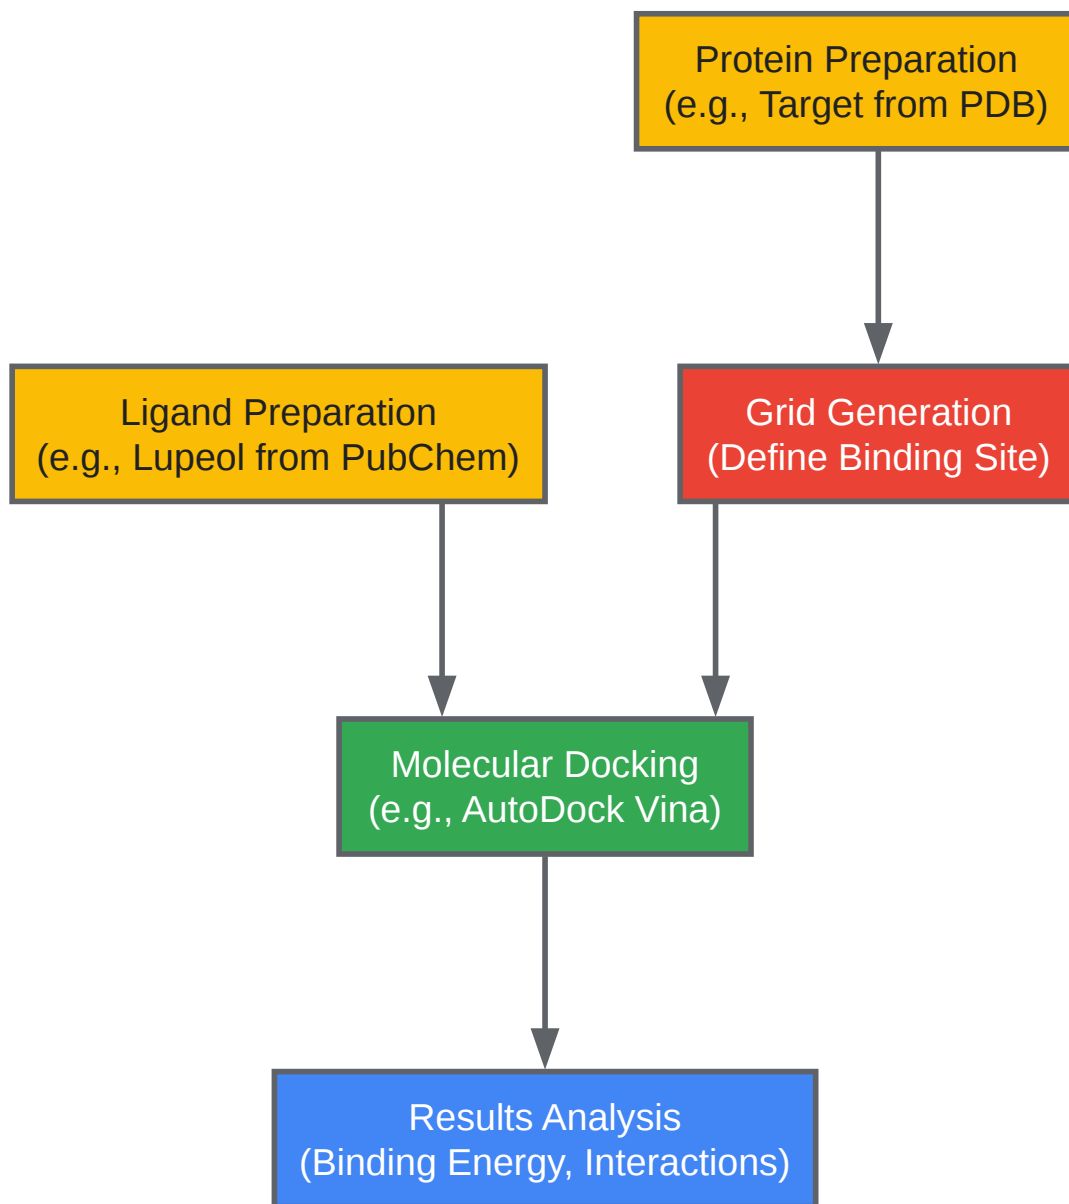 Protein Preparation
(e.g., Target from PDB)
Ligand Preparation
(e.g., Lupeol from PubChem)
Grid Generation
(Define Binding Site)
Molecular Docking
(e.g., AutoDock Vina)
Results Analysis
(Binding Energy, Interactions)